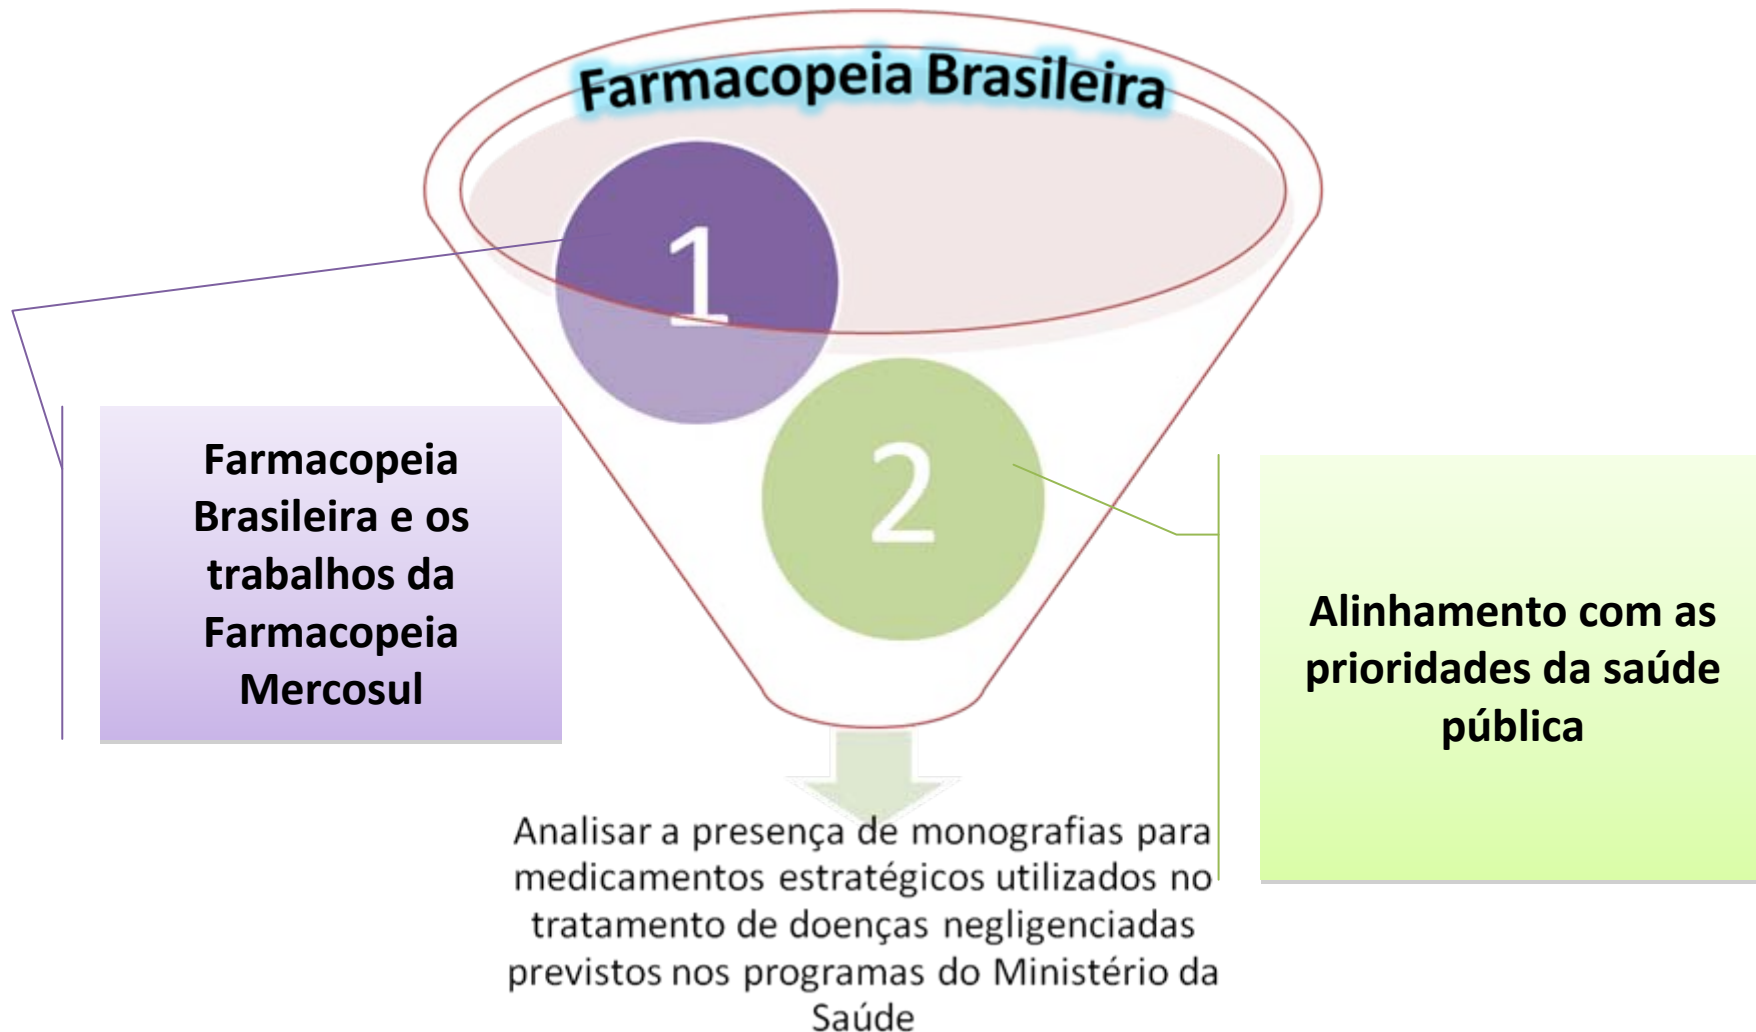 Farmacopeia Brasileira
1
2
Farmacopeia
Brasileira e os
trabalhos da
Farmacopeia
Mercosul
Alinhamento com as
prioridades da saúde
pública
Analisar a presença de monografias para
medicamentos estratégicos utilizados no
tratamento de doenças negligenciadas
previstos nos programas do Ministério da
Saúde